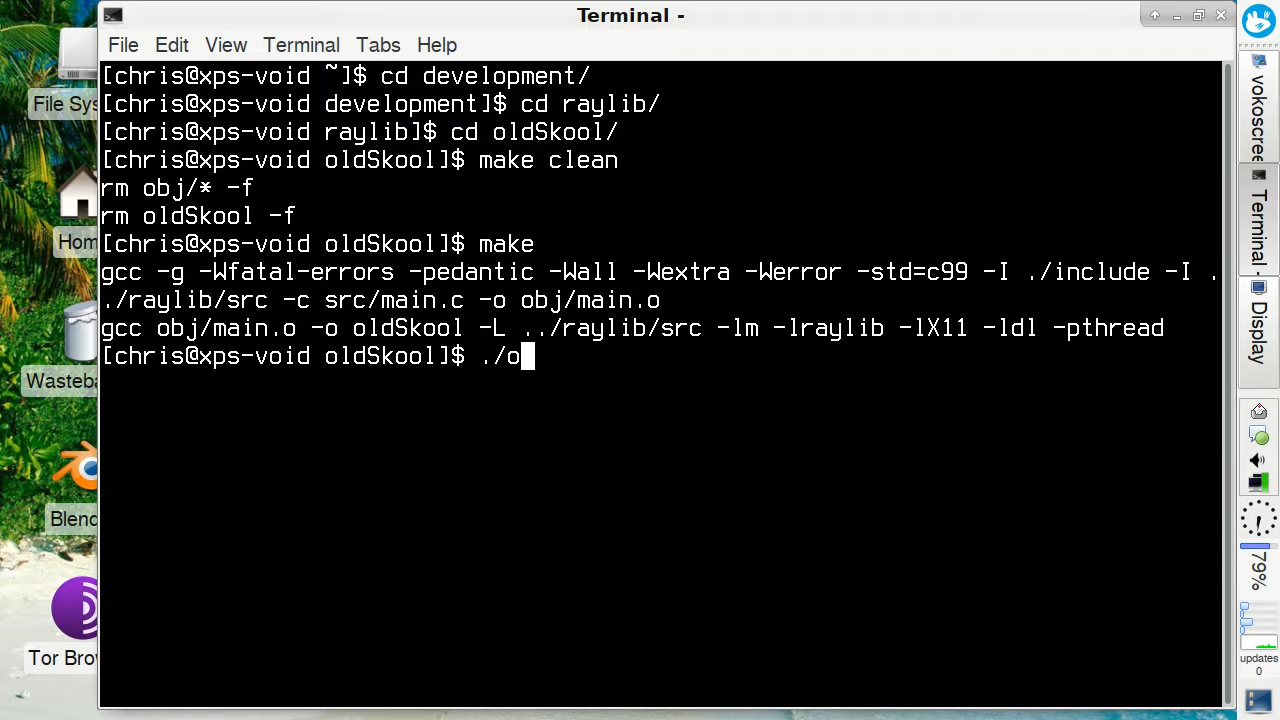 Terminal -
File Edit View Terminal Tabs Help
[chris@xps-void ~]$ cd development/
[chris@xps-void development]$ cd raylib/
[chris@xps-void raylib]$ cd oldSkool/
[chris@xps-void oldSkool]$ make clean
rm obj/* -f
rm oldSkool -f
[chris@xps-void oldSkool]$ make
gcc -g -Wfatal-errors -pedantic -Wall -Wextra -Werror -std=c99 -I ./include -I .
./raylib/src -c src/main.c -o obj/main.o
gcc obj/main.o -o oldSkool -L ../raylib/src -lm -lraylib -lX11 -ldl -pthread
[chris@xps-void oldSkool]$ ./o
File Sys
Hom
Wasteba
Blend
Tor Brow
vokoscree
Terminal -
Display
79%
updates
0